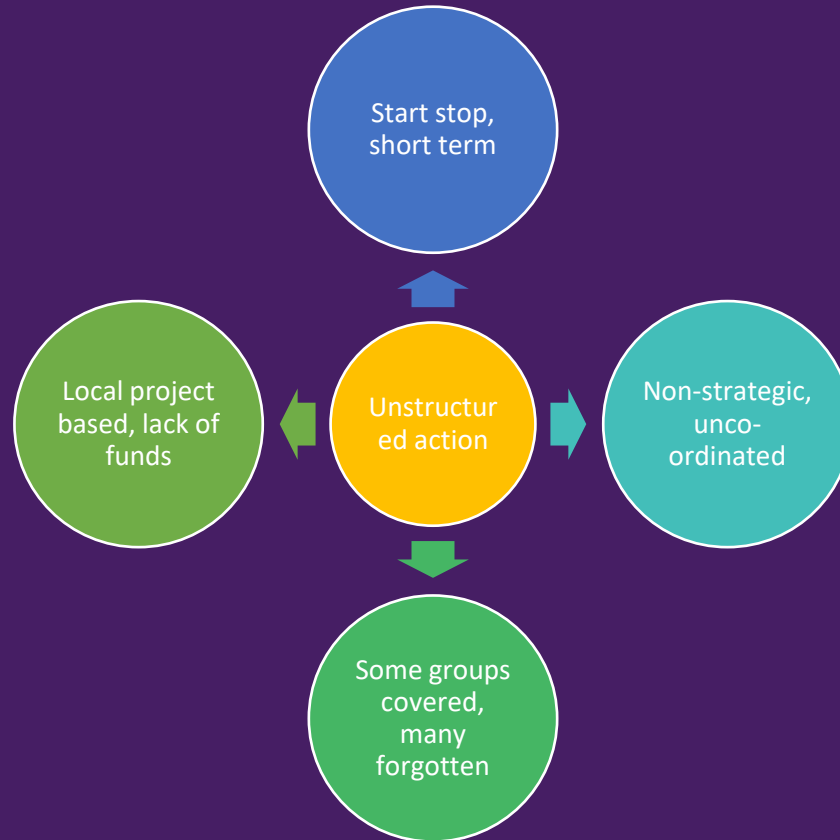 Start stop,
short term
Local project
based, lack of
funds
Unstructur
ed action
Non-strategic,
unco-
ordinated
Some groups
covered,
many
forgotten